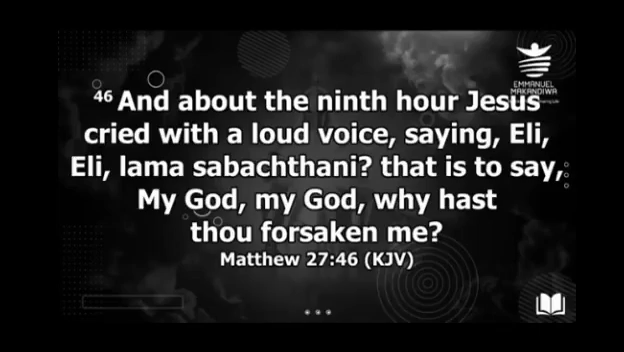 46 And about the ninth hour Jesus
cried with a loud voice, saying, Eli,
Eli, lama sabachthani? that is to say,
My God, my God, why hast
thou forsaken me?
Matthew 27:46 (KJV)
EMMANUEL
MAKANDIWA